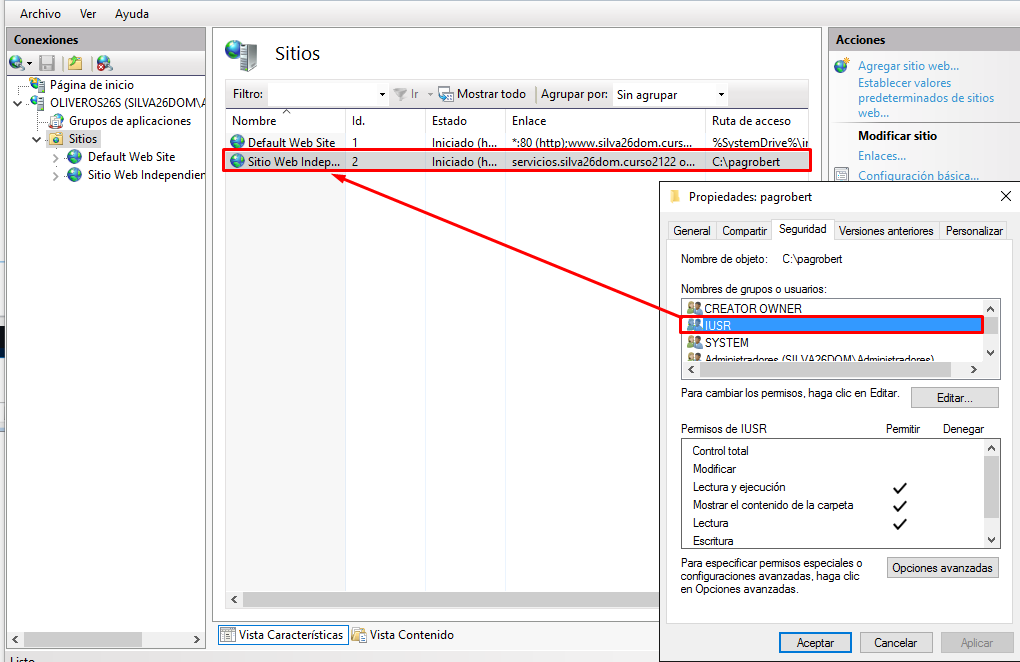 Archivo Ver Ayuda
Conexiones
Página de inicio
OLIVEROS26S (SILVA26DOM\A
Grupos de aplicaciones
Sitios
Default Web Site
Sitio Web Independien
Sitios
Filtro: Ir Mostrar todo Agrupar por: Sin agrupar
Nombre Id. Estado Enlace Ruta de acceso
Default Web Site 1 Iniciado (h... *:80 (http);www.silva26dom.curs... %SystemDrive%\in
Sitio Web Indep... 2 Iniciado (h... servicios.silva26dom.curso2122 o... C:\pagrobert
Vista Características Vista Contenido
Listo
Acciones
Agregar sitio web...
Establecer valores
predeterminados de sitios
web...
Modificar sitio
Enlaces...
Configuración básica...
Propiedades: pagrobert
General Compartir Seguridad Versiones anteriores Personalizar
Nombre de objeto: C:\pagrobert
Nombres de grupos o usuarios:
CREATOR OWNER
IUSR
SYSTEM
Administradores (SILVA26DOM\Administradores)
Para cambiar los permisos, haga clic en Editar. Editar...
Permisos de IUSR Permitir Denegar
Control total
Modificar
Lectura y ejecución
Mostrar el contenido de la carpeta
Lectura
Escritura
Para especificar permisos especiales o
configuraciones avanzadas, haga clic
en Opciones avanzadas.
Opciones avanzadas
Aceptar Cancelar Aplicar